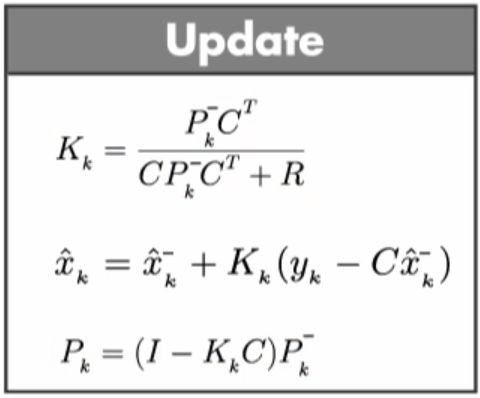 Update
K_k = \frac{P_k^- C^T}{C P_k^- C^T + R}
\hat{x}_k = \hat{x}_k^- + K_k (y_k - C\hat{x}_k^-)
P_k = (I - K_k C) P_k^-